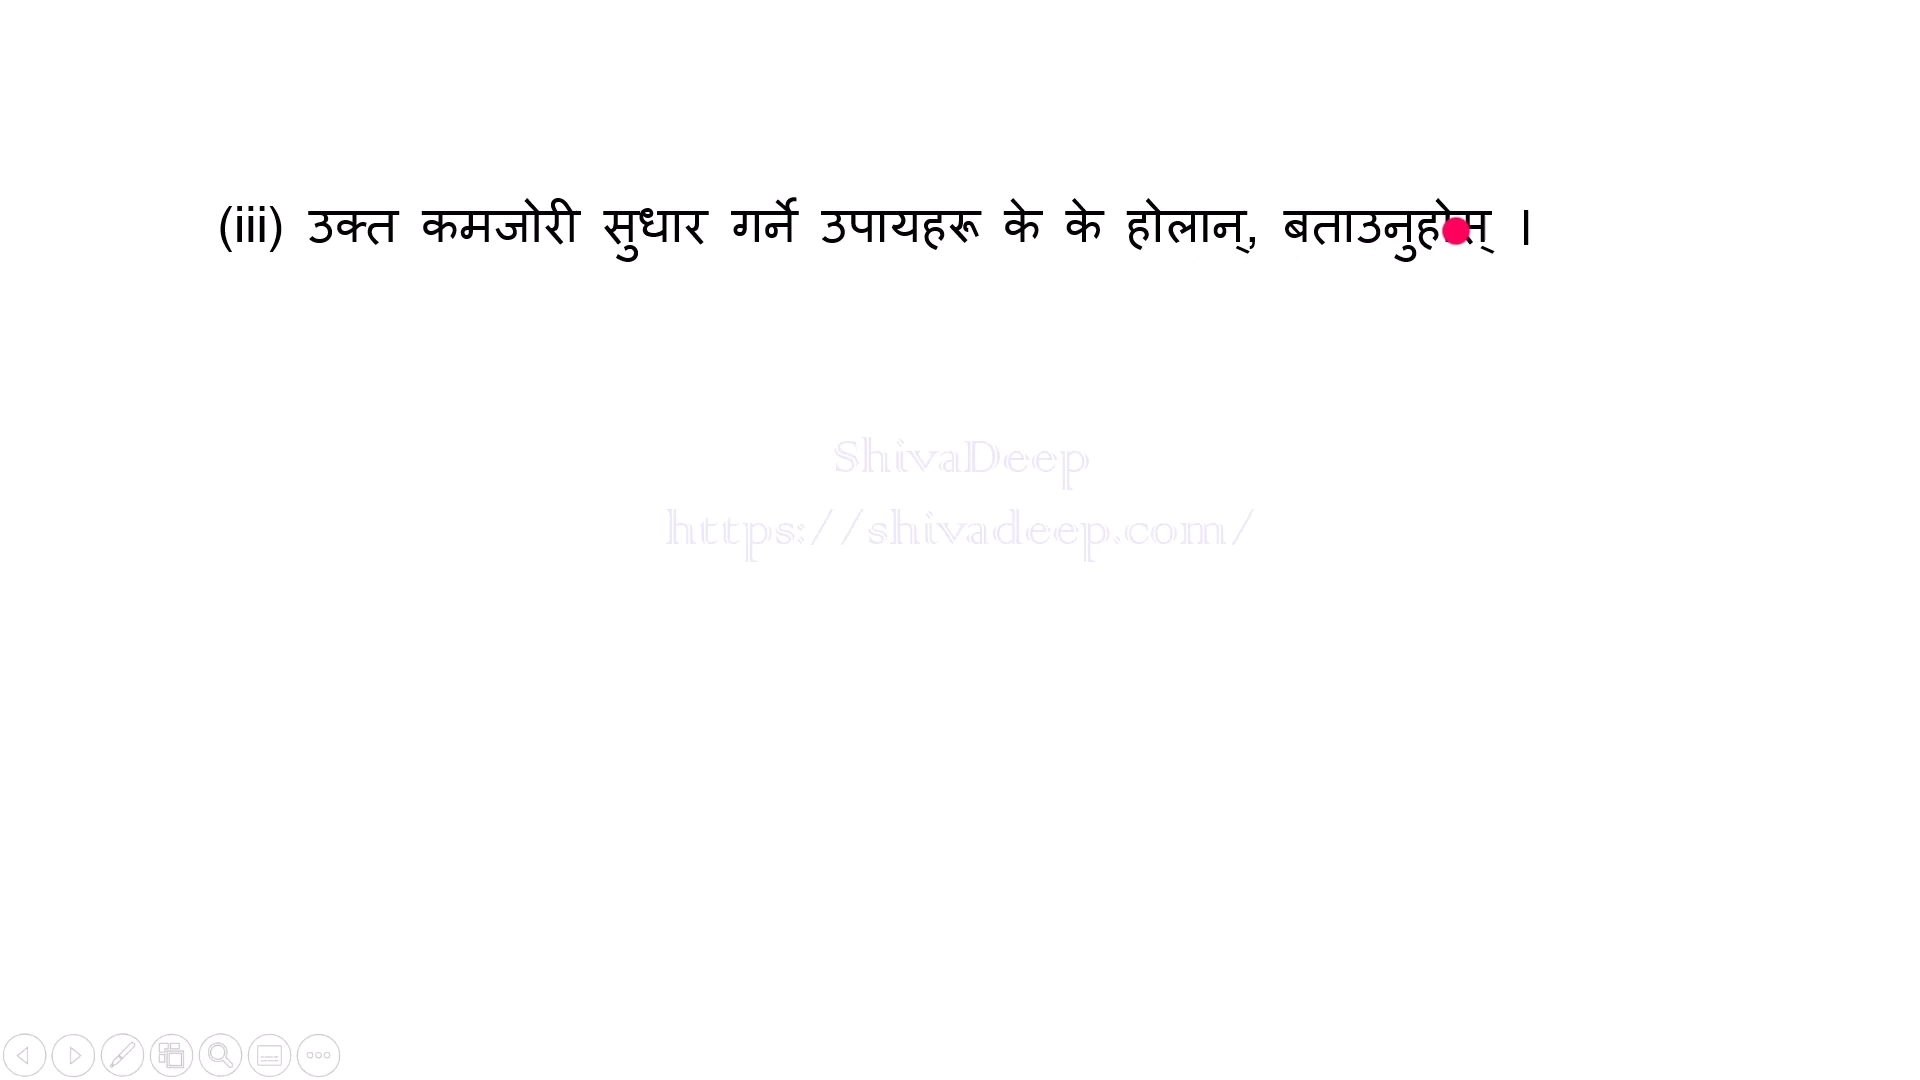 (iii) उक्त कमजोरी सुधार गर्ने उपायहरू के के होलान्, बताउनुहोस् ।
ShivaDeep
https://shivadeep.com/